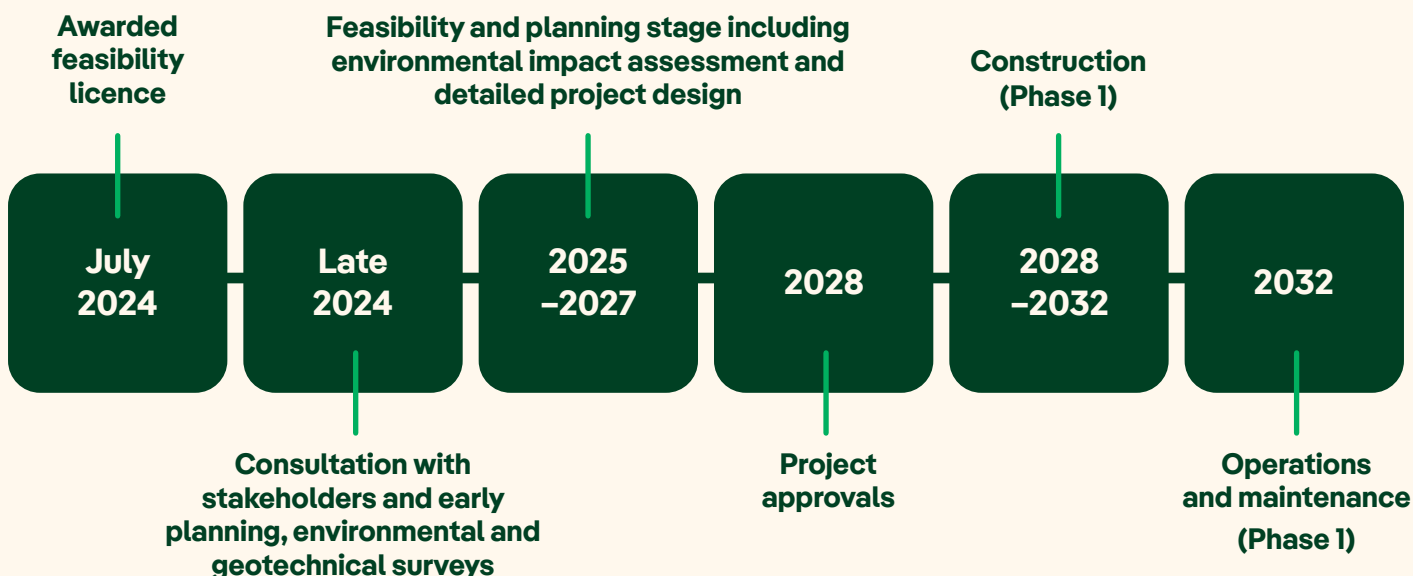 Awarded
feasibility
licence
Feasibility and planning stage including
environmental impact assessment and
detailed project design
Construction
(Phase 1)
July
2024
Late
2024
2025
–2027
2028
2028
–2032
2032
Consultation with
stakeholders and early
planning, environmental and
geotechnical surveys
Project
approvals
Operations
and maintenance
(Phase 1)